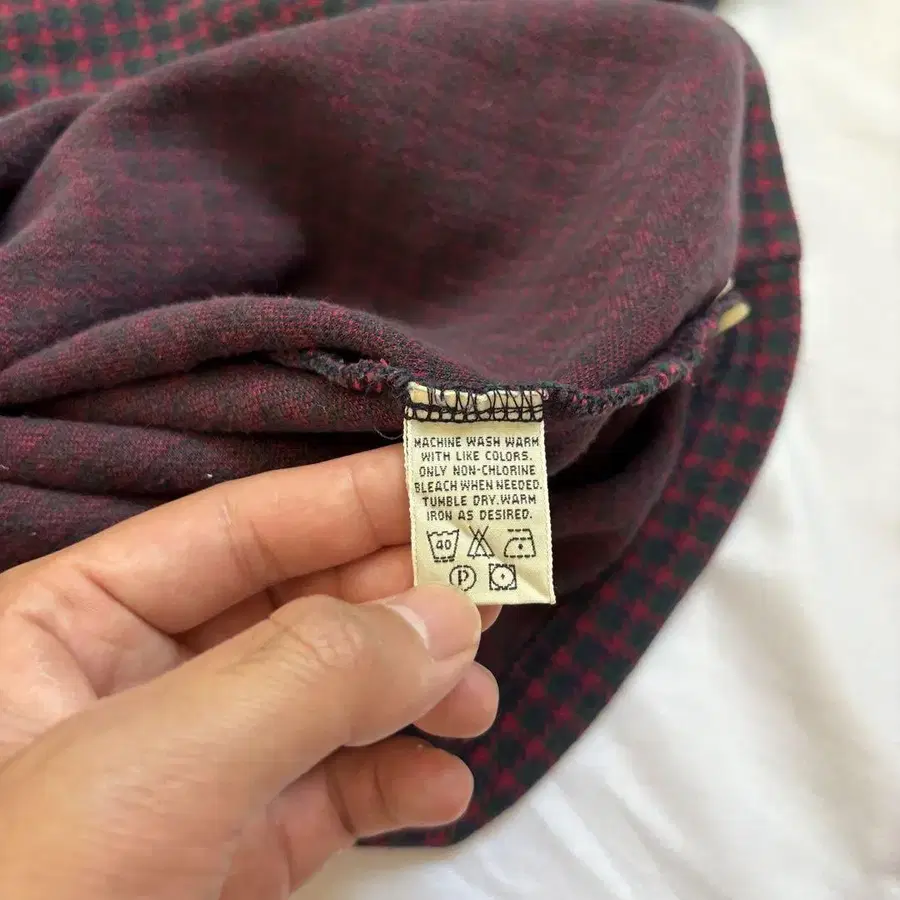 MACHINE WASH WARM
WITH LIKE COLORS.
ONLY NON-CHLORINE
BLEACH WHEN NEEDED.
TUMBLE DRY. WARM
IRON AS DESIRED.
40
P